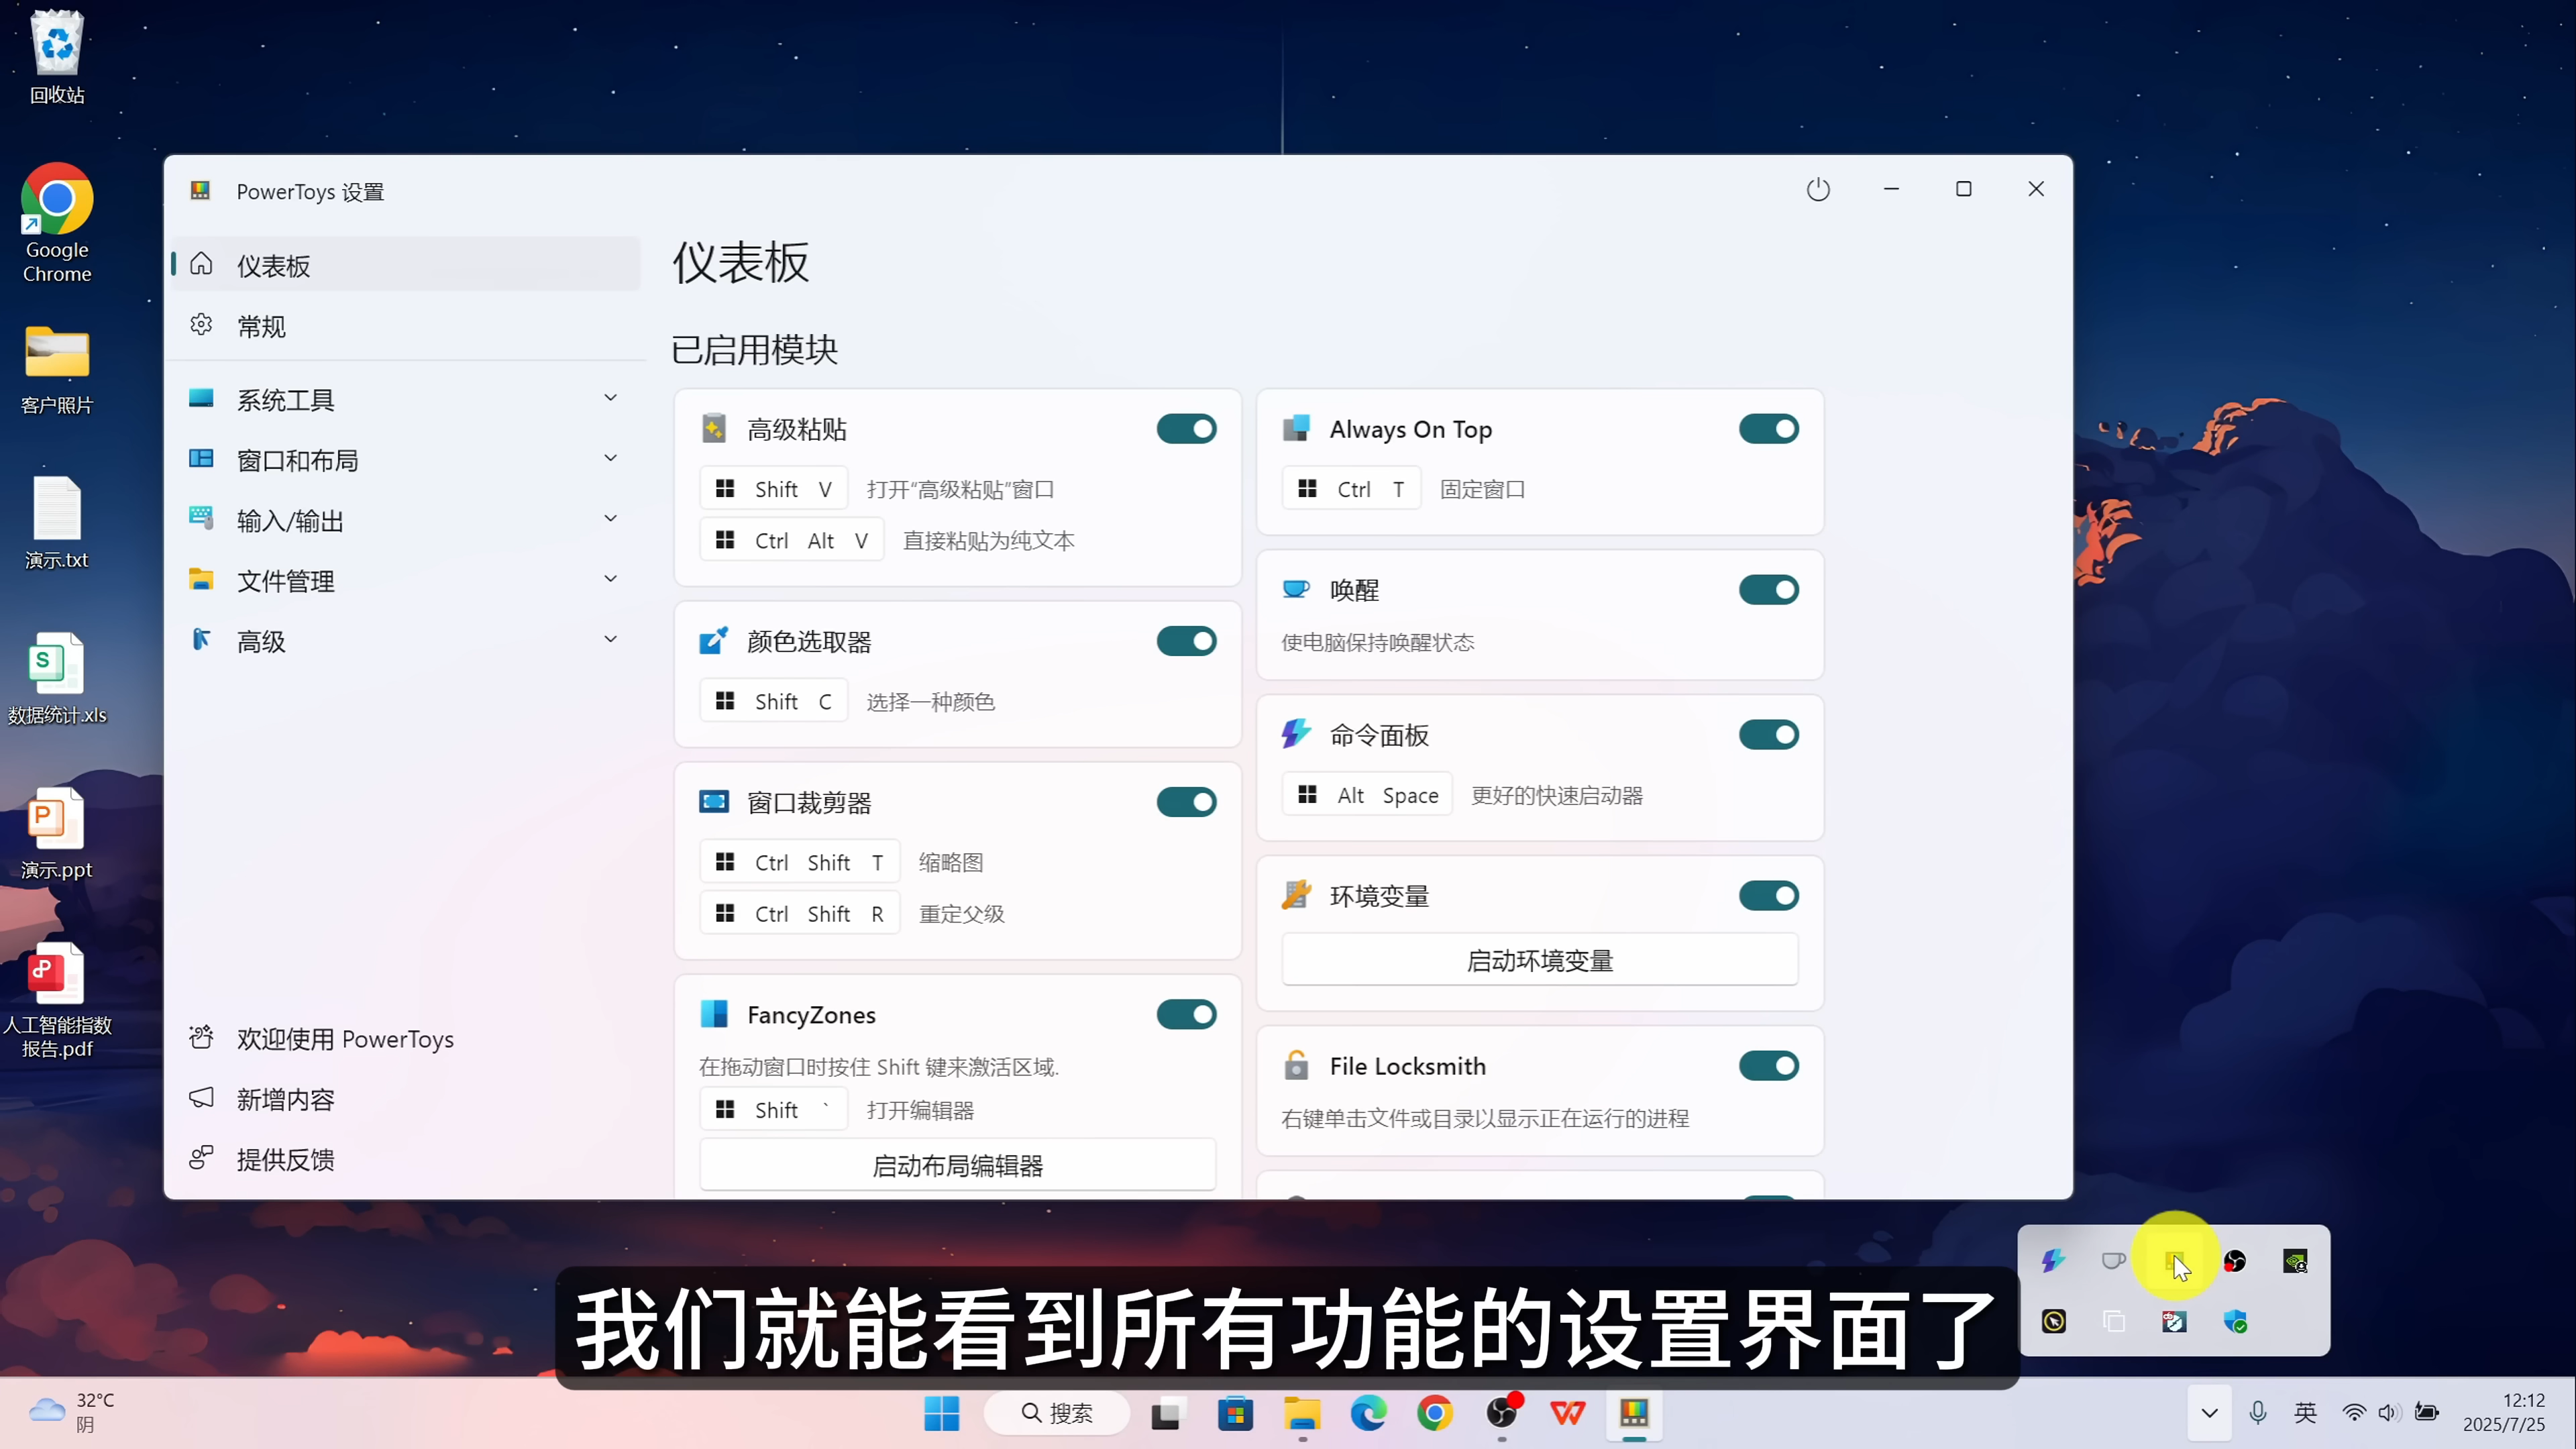 回收站
Google
Chrome
客户照片
演示.txt
数据统计.xls
演示.ppt
人工智能指数
报告.pdf
PowerToys 设置
仪表板
常规
系统工具
窗口和布局
输入/输出
文件管理
高级
欢迎使用 PowerToys
新增内容
提供反馈
仪表板
已启用模块
高级粘贴
Shift V 打开“高级粘贴”窗口
Ctrl Alt V 直接粘贴为纯文本
颜色选取器
Shift C 选择一种颜色
窗口裁剪器
Ctrl Shift T 缩略图
Ctrl Shift R 重定父级
FancyZones
在拖动窗口时按住 Shift 键来激活区域.
Shift ` 打开编辑器
启动布局编辑器
Always On Top
Ctrl T 固定窗口
唤醒
使电脑保持唤醒状态
命令面板
Alt Space 更好的快速启动器
环境变量
启动环境变量
File Locksmith
右键单击文件或目录以显示正在运行的进程
我们就能看到所有功能的设置界面了
32°C
阴
搜索
英
12:12
2025/7/25